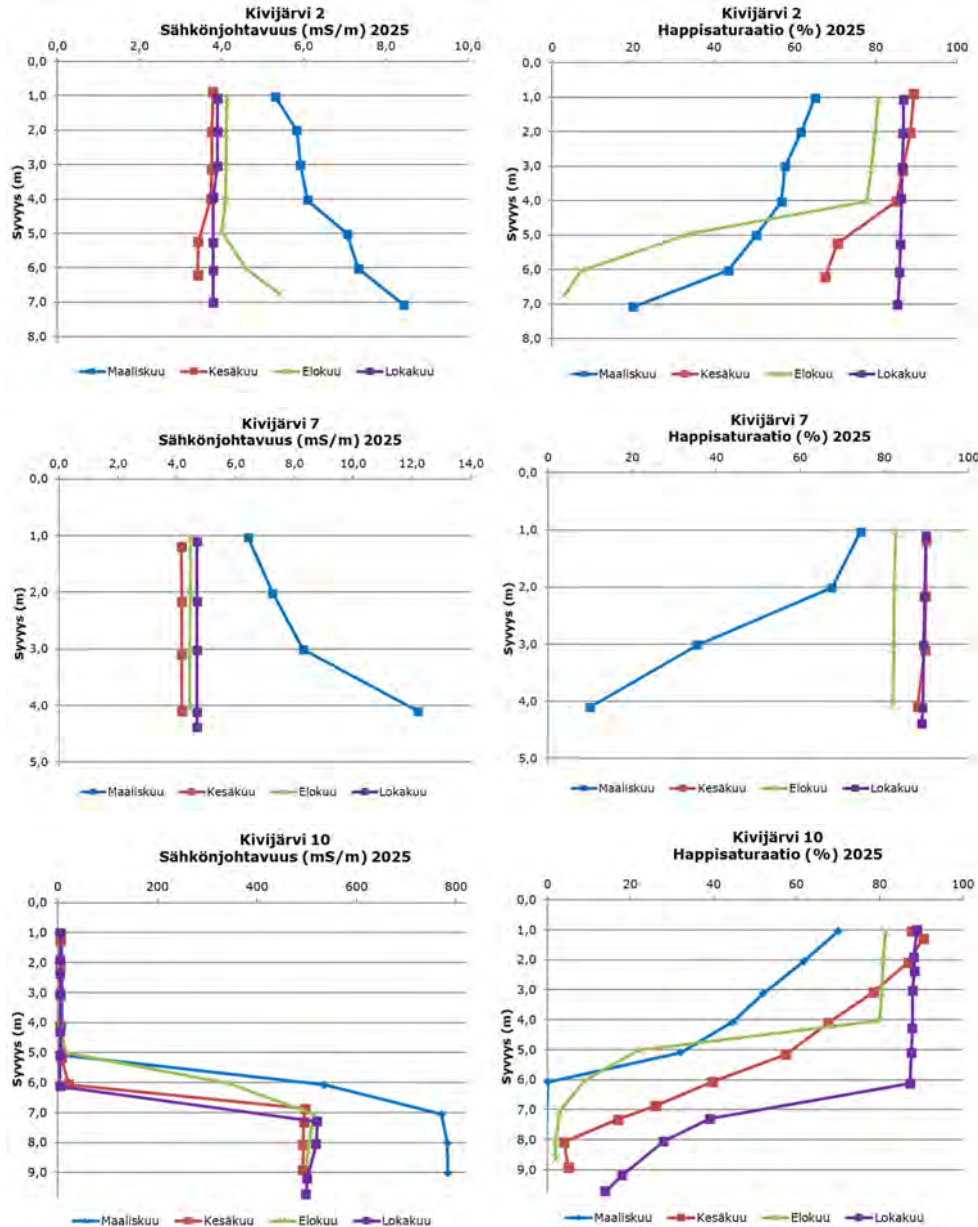 Kivijärvi 2
Sähkönjohtavuus (mS/m) 2025
0,0 2,0 4,0 6,0 8,0 10,0
0,0
1,0
2,0
3,0
4,0
5,0
6,0
7,0
8,0
Syvyys (m)
Maaliskuu Kesäkuu Elokuu Lokakuu
Kivijärvi 2
Happisaturaatio (%) 2025
0 20 40 60 80 100
0,0
1,0
2,0
3,0
4,0
5,0
6,0
7,0
8,0
Syvyys (m)
Maaliskuu Kesäkuu Elokuu Lokakuu
Kivijärvi 7
Sähkönjohtavuus (mS/m) 2025
0,0 2,0 4,0 6,0 8,0 10,0 12,0 14,0
0,0
1,0
2,0
3,0
4,0
5,0
Syvyys (m)
Maaliskuu Kesäkuu Elokuu Lokakuu
Kivijärvi 7
Happisaturaatio (%) 2025
0 20 40 60 80 100
0,0
1,0
2,0
3,0
4,0
5,0
Syvyys (m)
Maaliskuu Kesäkuu Elokuu Lokakuu
Kivijärvi 10
Sähkönjohtavuus (mS/m) 2025
0 200 400 600 800
0,0
1,0
2,0
3,0
4,0
5,0
6,0
7,0
8,0
9,0
Syvyys (m)
Maaliskuu Kesäkuu Elokuu Lokakuu
Kivijärvi 10
Happisaturaatio (%) 2025
0 20 40 60 80 100
0,0
1,0
2,0
3,0
4,0
5,0
6,0
7,0
8,0
9,0
Syvyys (m)
Maaliskuu Kesäkuu Elokuu Lokakuu